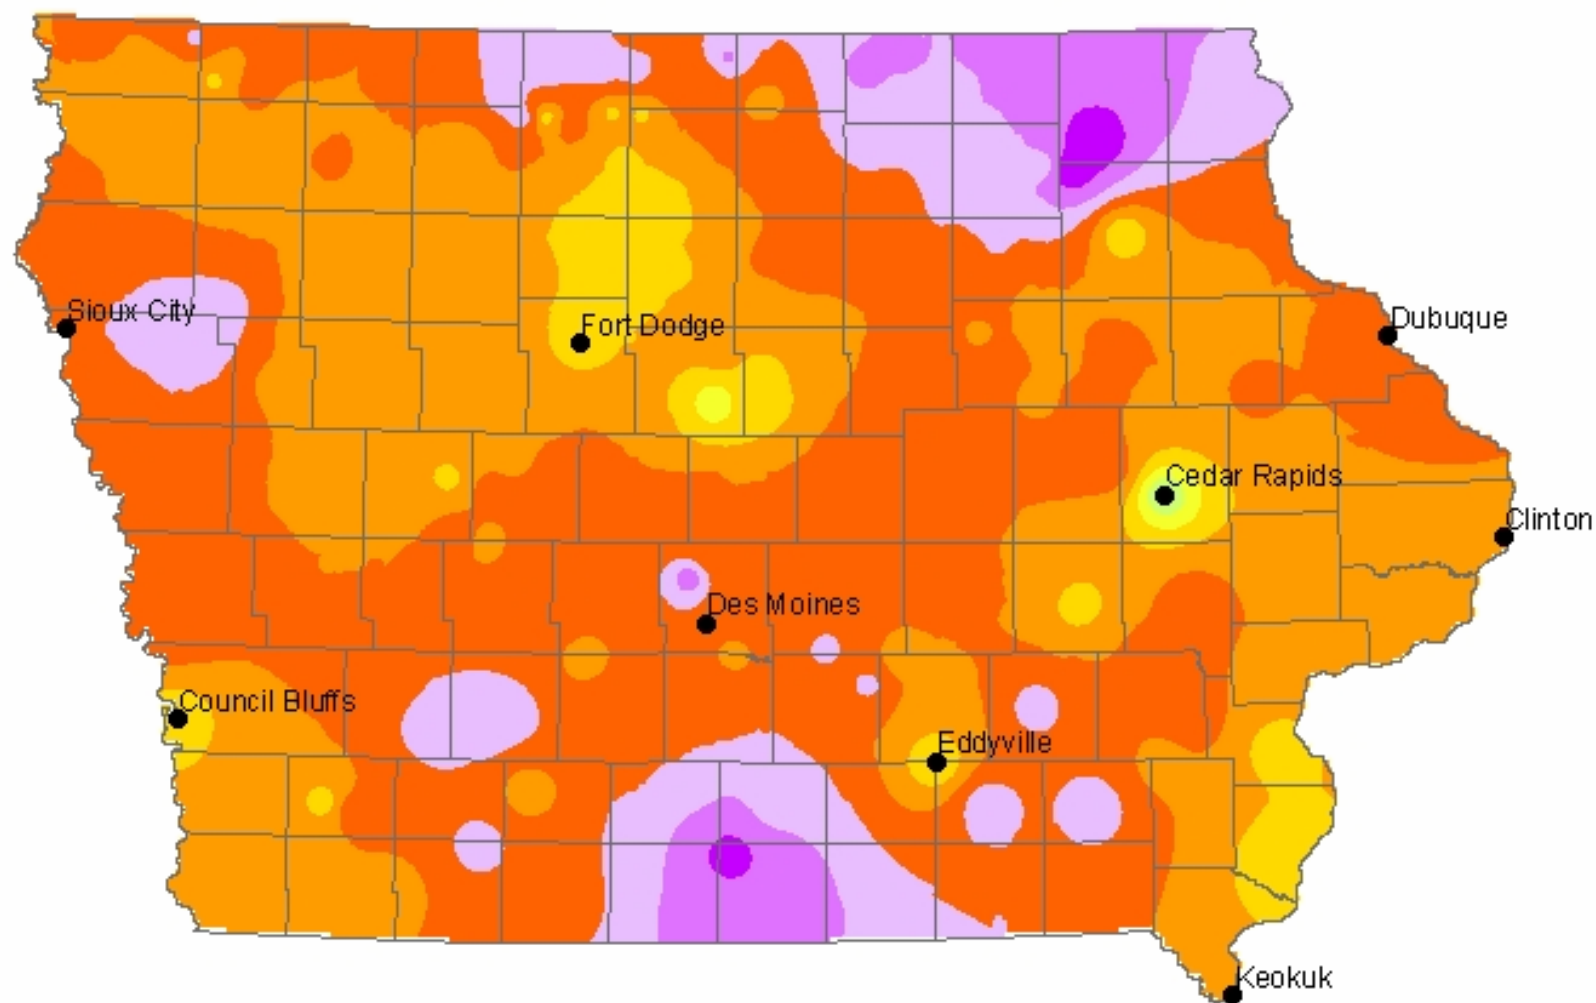 Sioux City
Fort Dodge
Dubuque
Cedar Rapids
Clinton
Des Moines
Council Bluffs
Eddyville
Keokuk